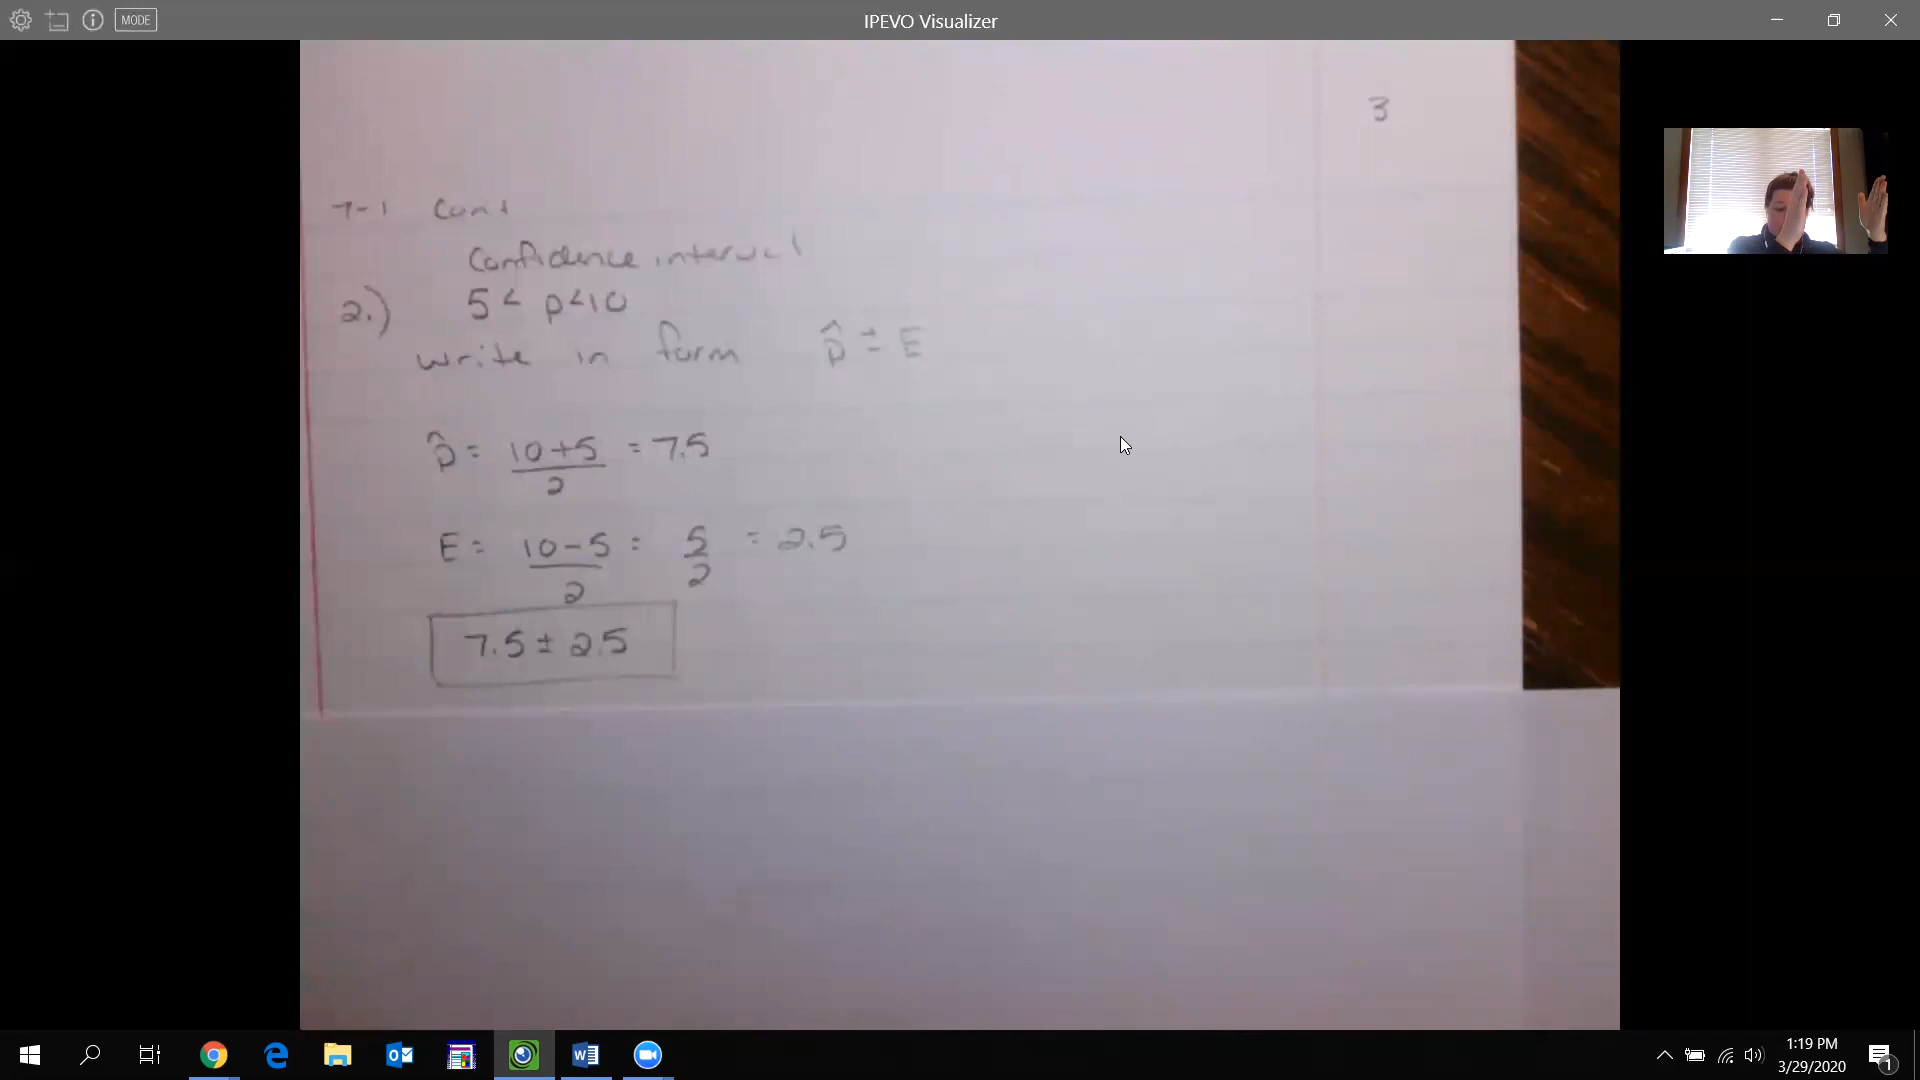 MODE
IPEVO Visualizer
3
7-1 Cont
Confidence interval
2.) 5 < p < 10
write in form p̂ ± E
p̂ = 10+5 / 2 = 7.5
E = 10-5 / 2 = 5 / 2 = 2.5
7.5 ± 2.5
1:19 PM
3/29/2020
1